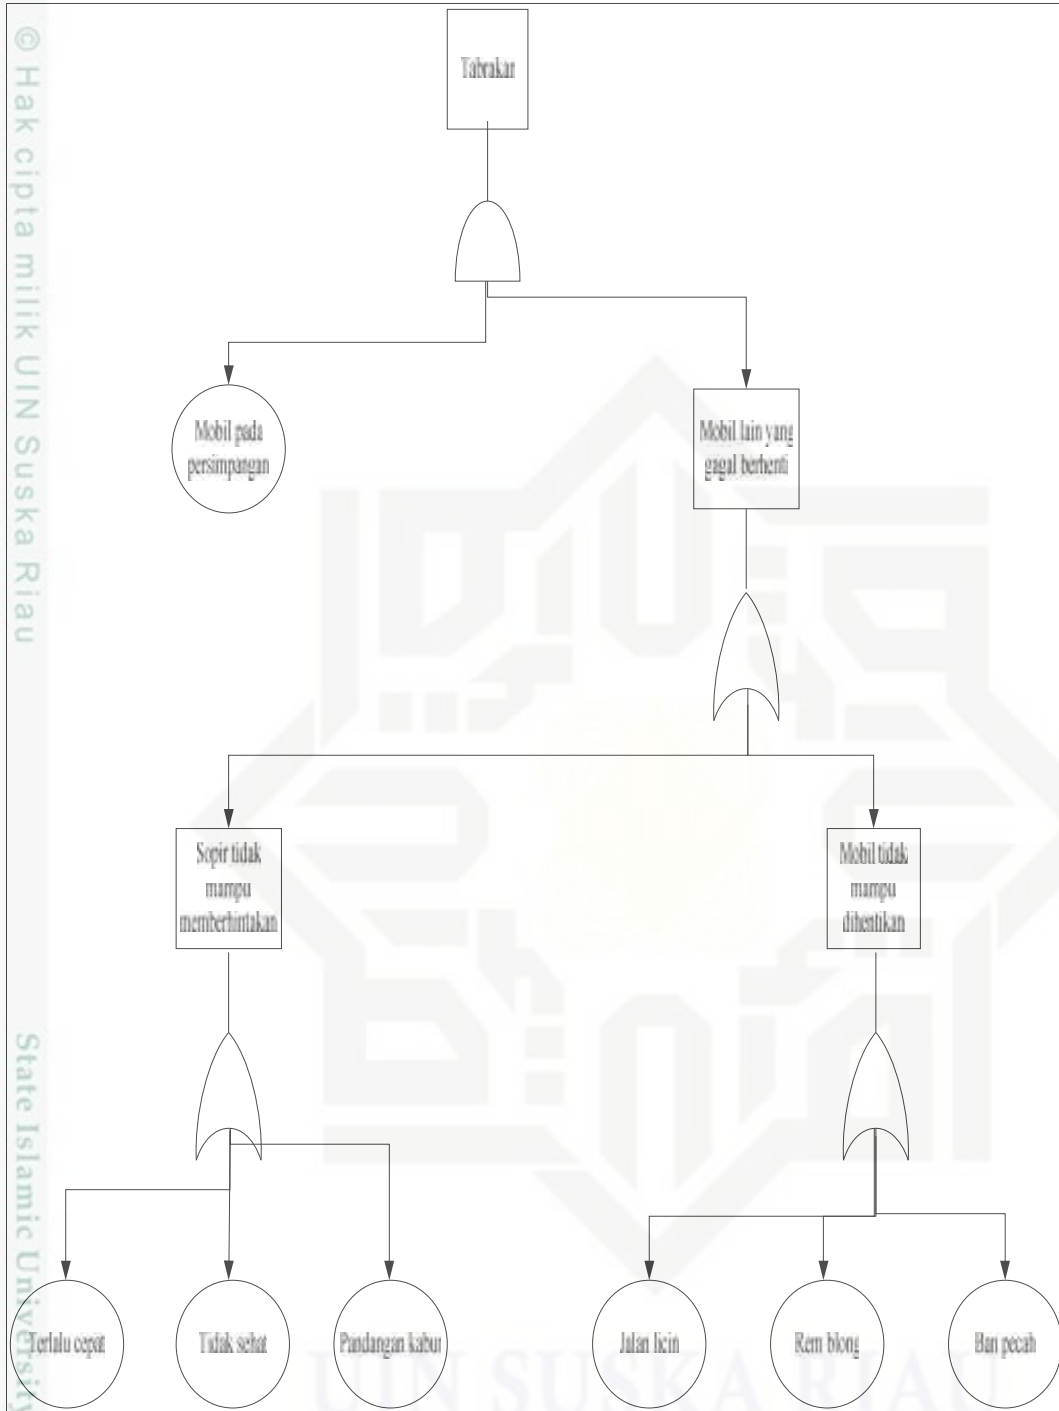 © Hak cipta milik UIN Suska Riau
State Islamic University
Tabrakan
Mobil pada
persimpangan
Mobil lain yang
gagal berhenti
Sopir tidak
mampu
memberhintakan
Mobil tidak
mampu
dihentikan
Terlalu cepat
Tidak sehat
Pandangan kabur
Jalan licin
Rem blong
Ban pecah
UIN SUSKA RIAU